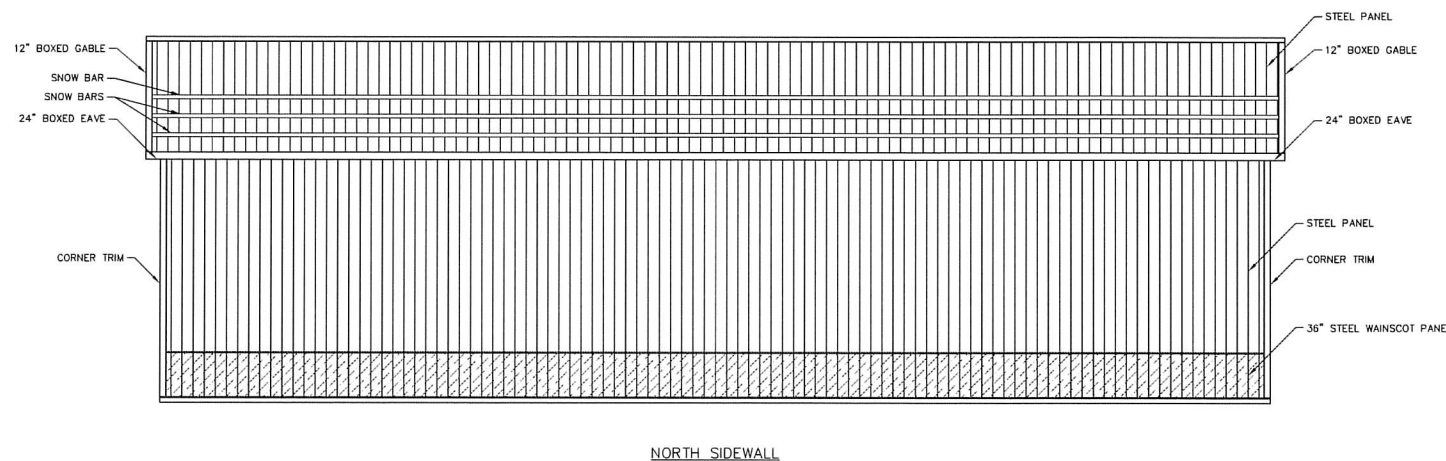 STEEL PANEL
12" BOXED GABLE
12" BOXED GABLE
SNOW BAR
SNOW BARS
24" BOXED EAVE
24" BOXED EAVE
STEEL PANEL
CORNER TRIM
CORNER TRIM
36" STEEL WAINSCOT PANE
NORTH SIDEWALL